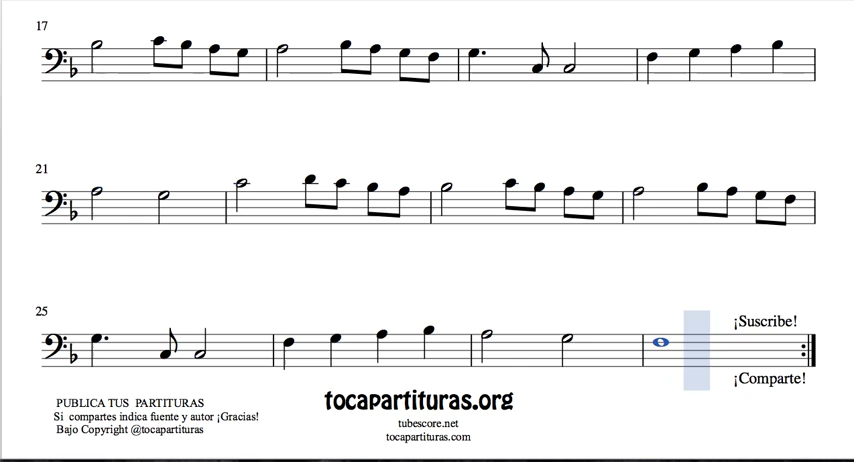 17
21
25
¡Suscribe!
¡Comparte!
PUBLICA TUS PARTITURAS
Si compartes indica fuente y autor ¡Gracias!
Bajo Copyright @tocapartituras
tocapartituras.org
tubescore.net
tocapartituras.com